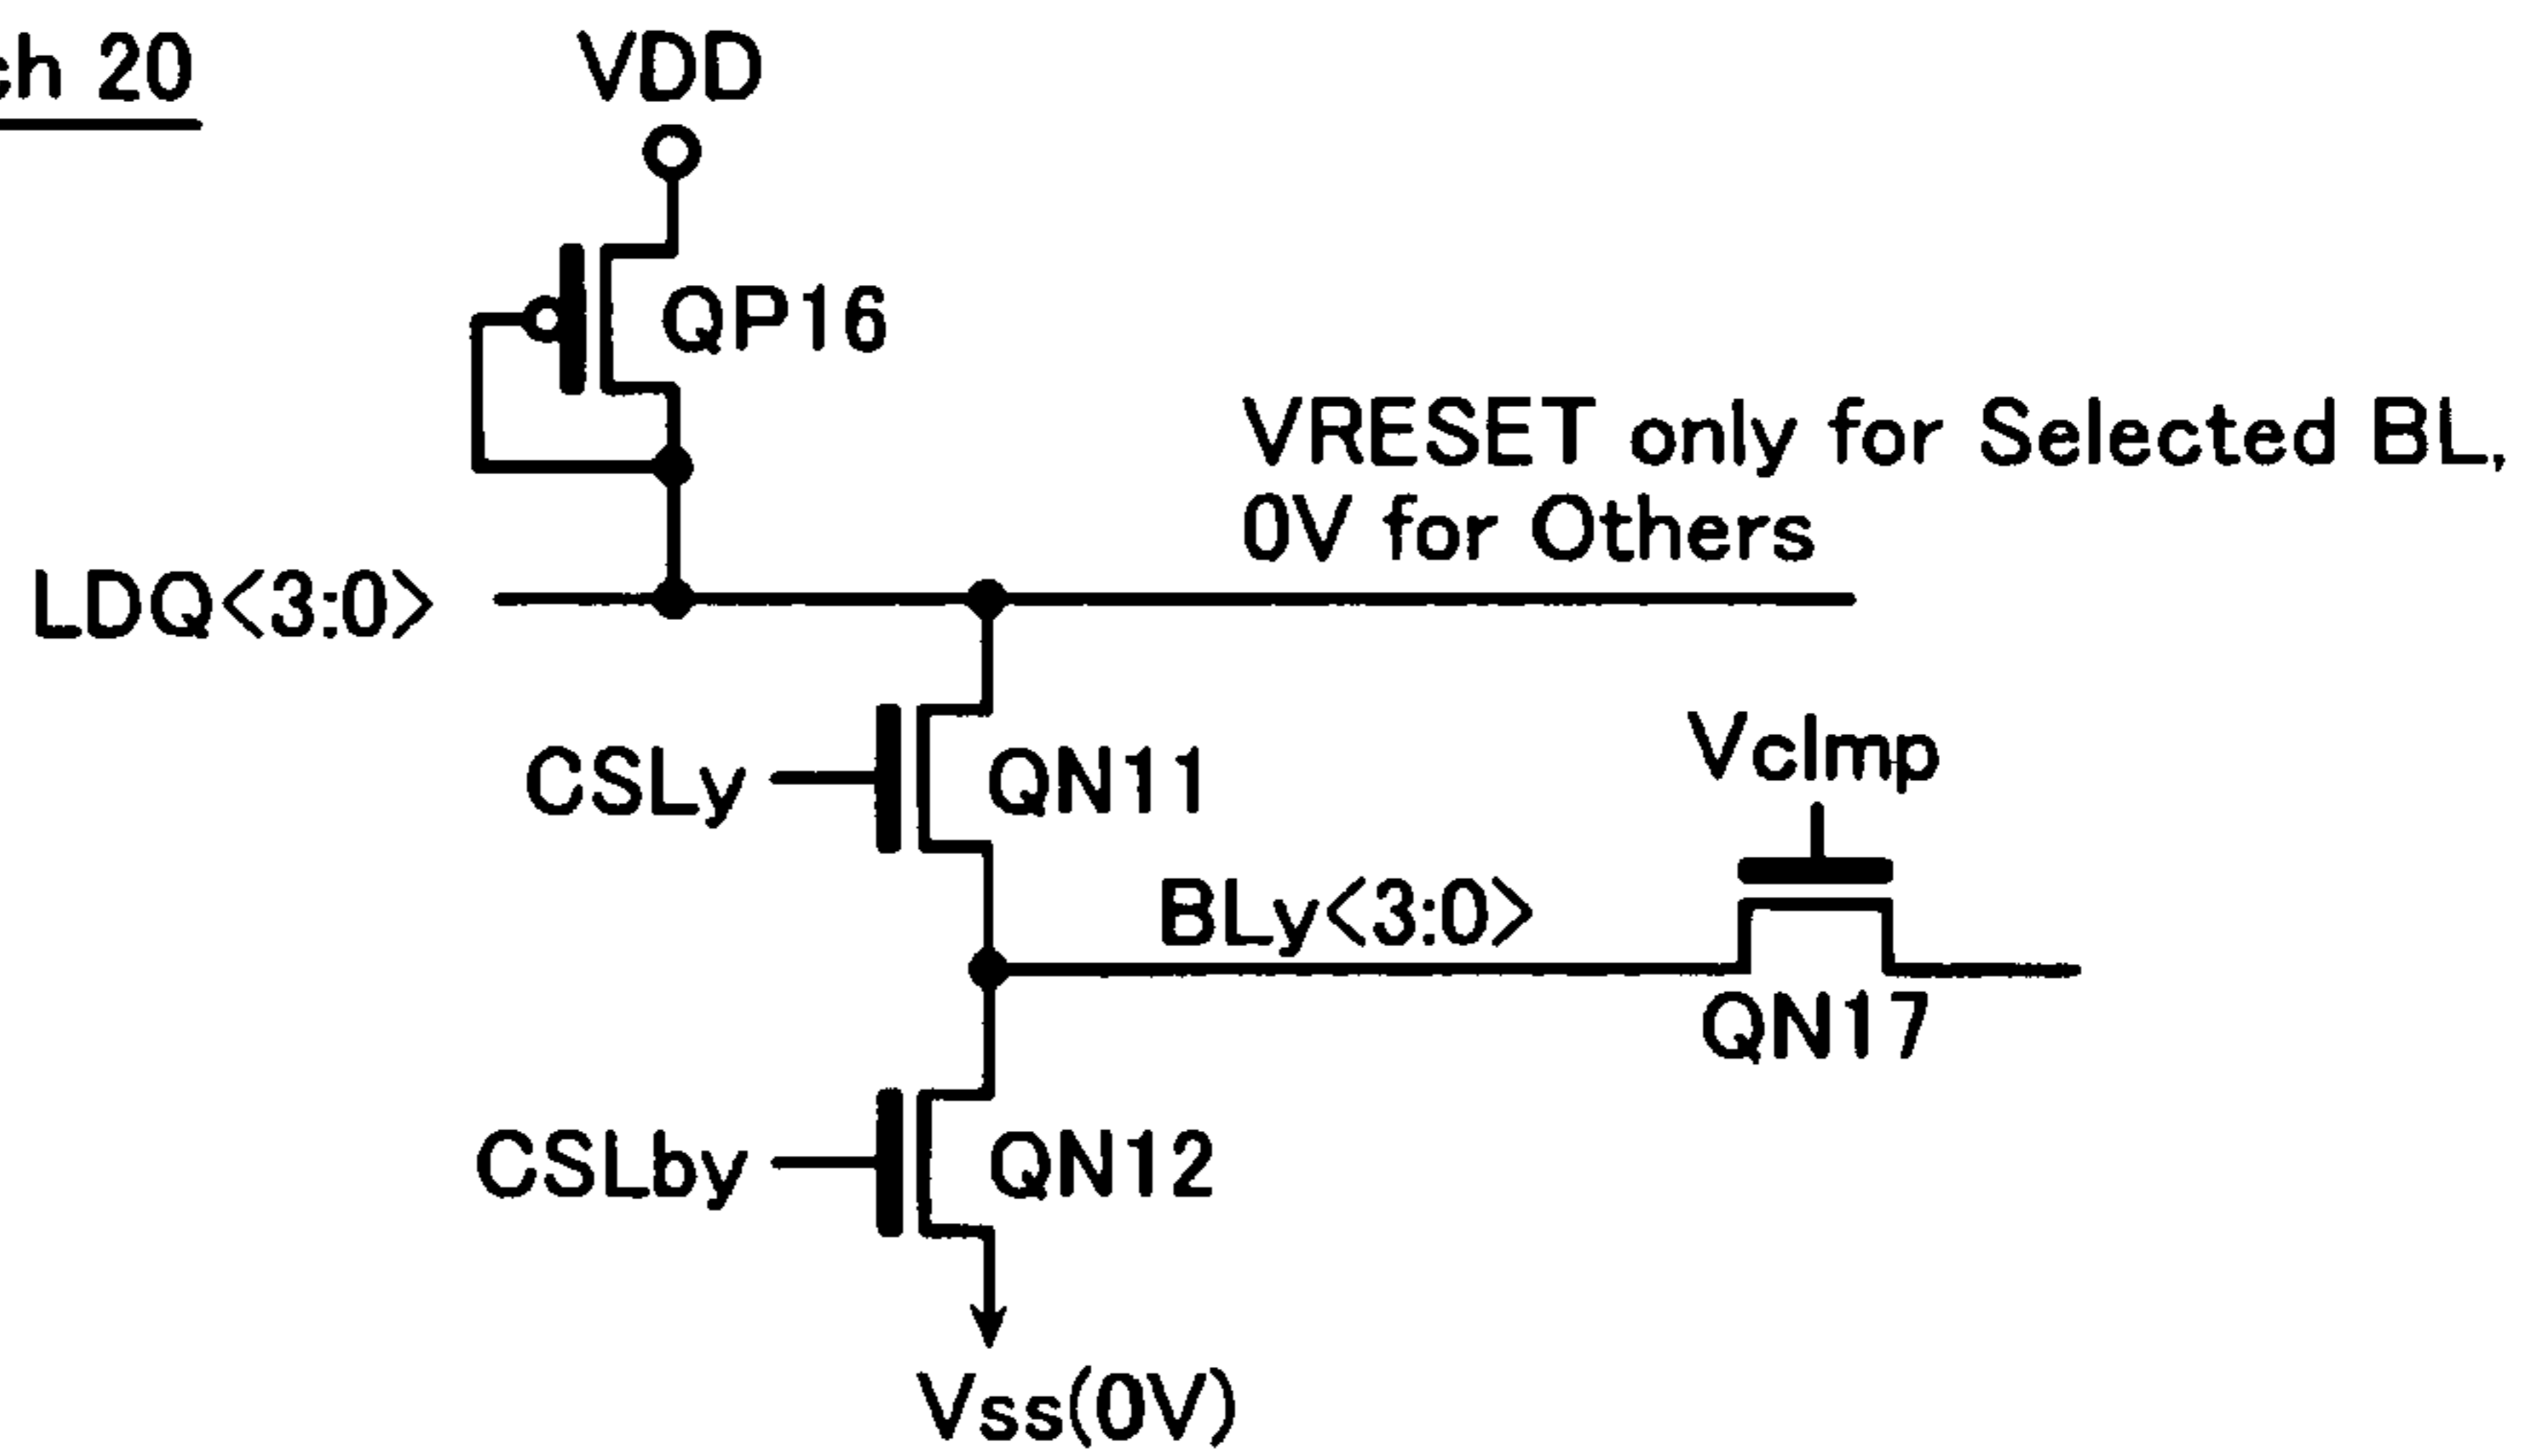 ch 20
VDD
QP16
VRESET only for Selected BL,
0V for Others
LDQ<3:0>
CSLy
QN11
Vclmp
BLy<3:0>
QN17
CSLby
QN12
Vss(0V)